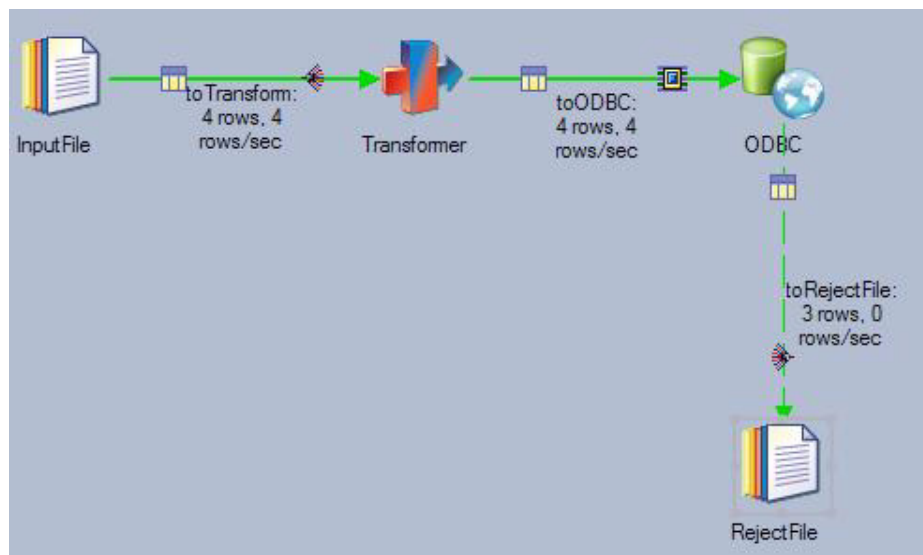 InputFile
toTransform:
4 rows, 4
rows/sec
Transformer
toODBC:
4 rows, 4
rows/sec
ODBC
toRejectFile:
3 rows, 0
rows/sec
RejectFile